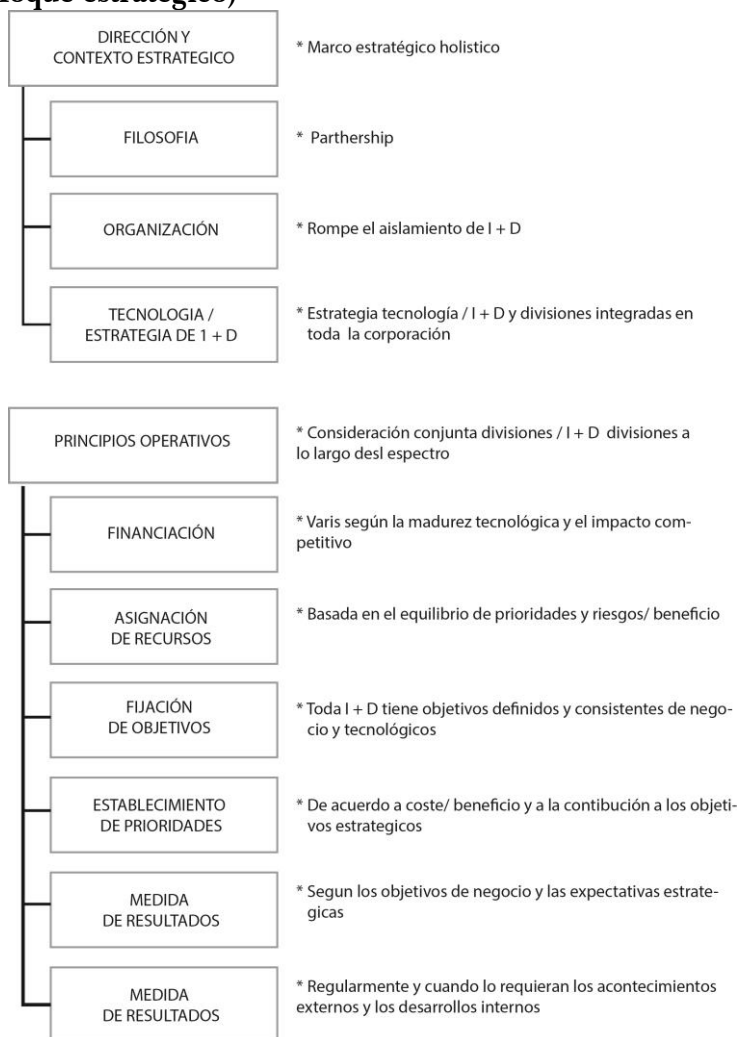 oque estratégico)
DIRECCIÓN Y
CONTEXTO ESTRATEGICO
* Marco estratégico holistico
FILOSOFIA
* Parthership
ORGANIZACIÓN
* Rompe el aislamiento de I + D
TECNOLOGIA /
ESTRATEGIA DE 1 + D
* Estrategia tecnología / I + D y divisiones integradas en
toda la corporación
PRINCIPIOS OPERATIVOS
* Consideración conjunta divisiones / I + D divisiones a
lo largo desl espectro
FINANCIACIÓN
* Varis según la madurez tecnológica y el impacto com-
petitivo
ASIGNACIÓN
DE RECURSOS
* Basada en el equilibrio de prioridades y riesgos/ beneficio
FIJACIÓN
DE OBJETIVOS
* Toda I + D tiene objetivos definidos y consistentes de nego-
cio y tecnológicos
ESTABLECIMIENTO
DE PRIORIDADES
* De acuerdo a coste/ beneficio y a la contibución a los objeti-
vos estrategicos
MEDIDA
DE RESULTADOS
* Segun los objetivos de negocio y las expectativas estrate-
gicas
MEDIDA
DE RESULTADOS
* Regularmente y cuando lo requieran los acontecimientos
externos y los desarrollos internos